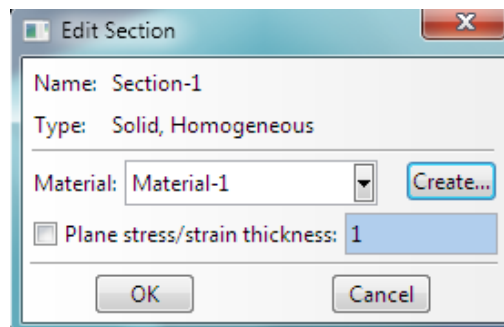 Edit Section
Name: Section-1
Type: Solid, Homogeneous
Material: Material-1 Create...
Plane stress/strain thickness: 1
OK Cancel